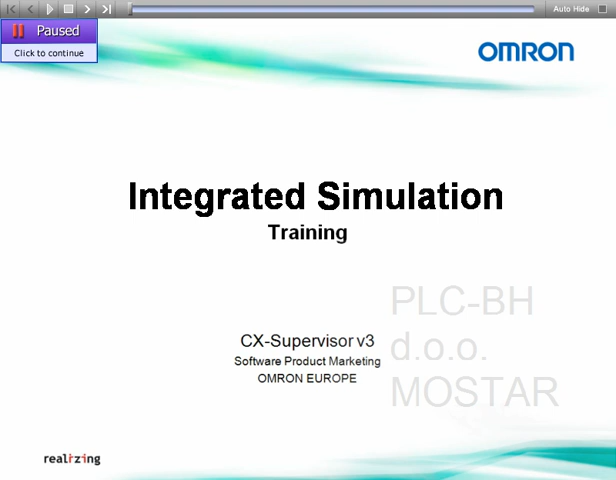 Auto Hide
Paused
Click to continue
OMRON
Integrated Simulation
Training
PLC-BH
d.o.o.
MOSTAR
CX-Supervisor v3
Software Product Marketing
OMRON EUROPE
realizing